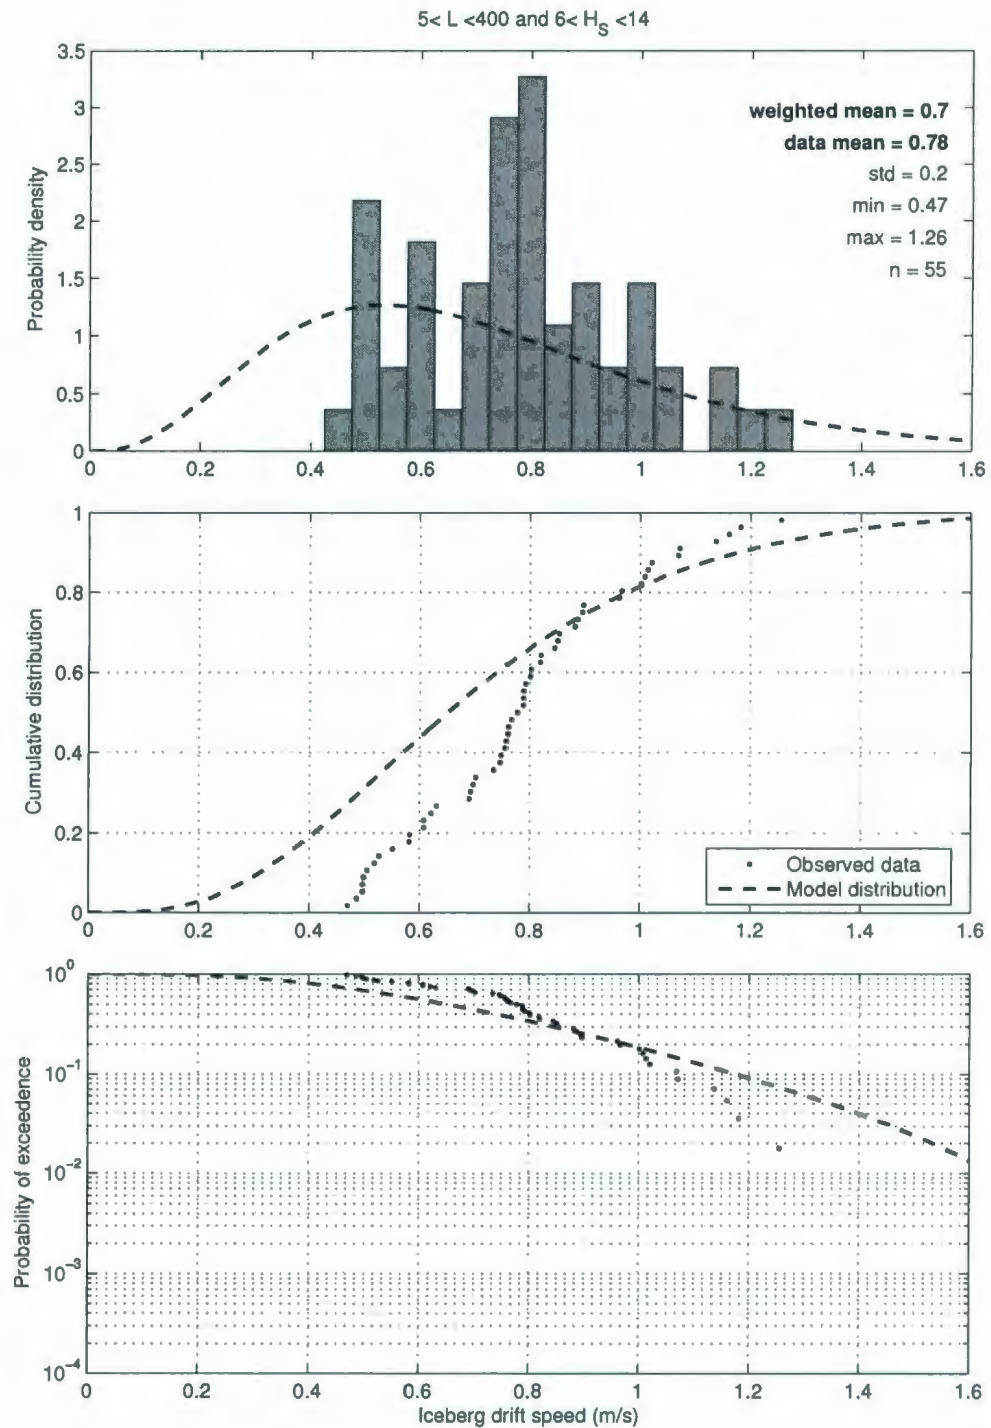 5< L <400 and 6< H_S <14
3.5
3
2.5
2
1.5
1
0.5
0
Probability density
weighted mean = 0.7
data mean = 0.78
std = 0.2
min = 0.47
max = 1.26
n = 55
0 0.2 0.4 0.6 0.8 1 1.2 1.4 1.6
1
0.8
0.6
0.4
0.2
0
Cumulative distribution
Observed data
Model distribution
0 0.2 0.4 0.6 0.8 1 1.2 1.4 1.6
10^0
10^-1
10^-2
10^-3
10^-4
Probability of exceedence
0 0.2 0.4 0.6 0.8 1 1.2 1.4 1.6
Iceberg drift speed (m/s)